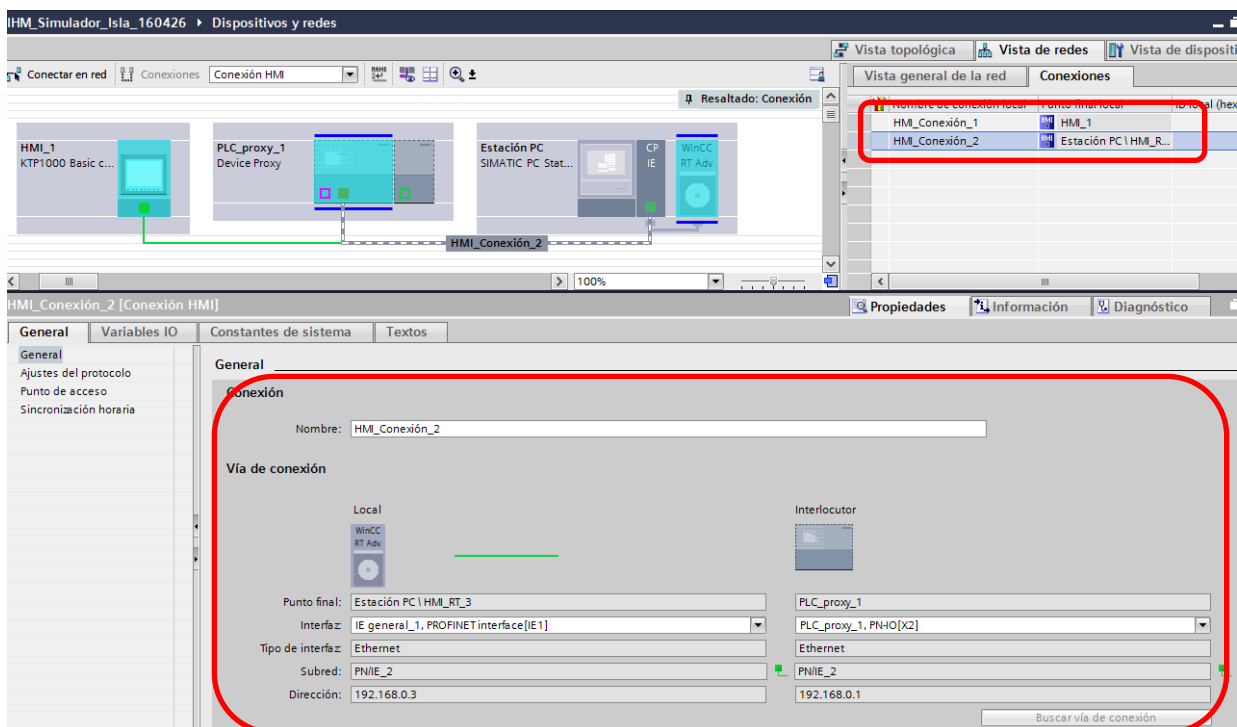 IHM_Simulador_Isla_160426 ▸ Dispositivos y redes
Vista topológica Vista de redes Vista de dispositi
Conectar en red Conexiones Conexión HMI
Vista general de la red Conexiones
Resaltado: Conexión
Nombre de conexión local Punto final local ID local (hex
HMI_Conexión_1 HMI_1
HMI_Conexión_2 Estación PC \ HMI_R...
HMI_1
KTP1000 Basic c...
PLC_proxy_1
Device Proxy
Estación PC
SIMATIC PC Stat...
CP
IE
WinCC
RT Adv
HMI_Conexión_2
100%
HMI_Conexión_2 [Conexión HMI]
Propiedades Información Diagnóstico
General Variables IO Constantes de sistema Textos
General
Ajustes del protocolo
Punto de acceso
Sincronización horaria
General
Conexión
Nombre: HMI_Conexión_2
Vía de conexión
Local Interlocutor
WinCC
RT Adv
Punto final: Estación PC \ HMI_RT_3 PLC_proxy_1
Interfaz: IE general_1, PROFINET interface[IE1] PLC_proxy_1, PN-IO[X2]
Tipo de interfaz: Ethernet Ethernet
Subred: PN/IE_2 PN/IE_2
Dirección: 192.168.0.3 192.168.0.1
Buscar vía de conexión